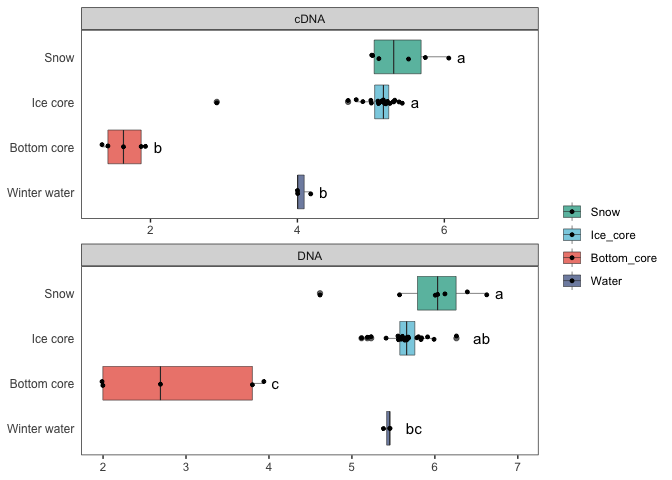 cDNA
Snow
a
Ice core
a
Bottom core
b
Winter water
b
2
4
6
DNA
Snow
a
Ice core
ab
Bottom core
c
Winter water
bc
2
3
4
5
6
7
Snow
Ice_core
Bottom_core
Water